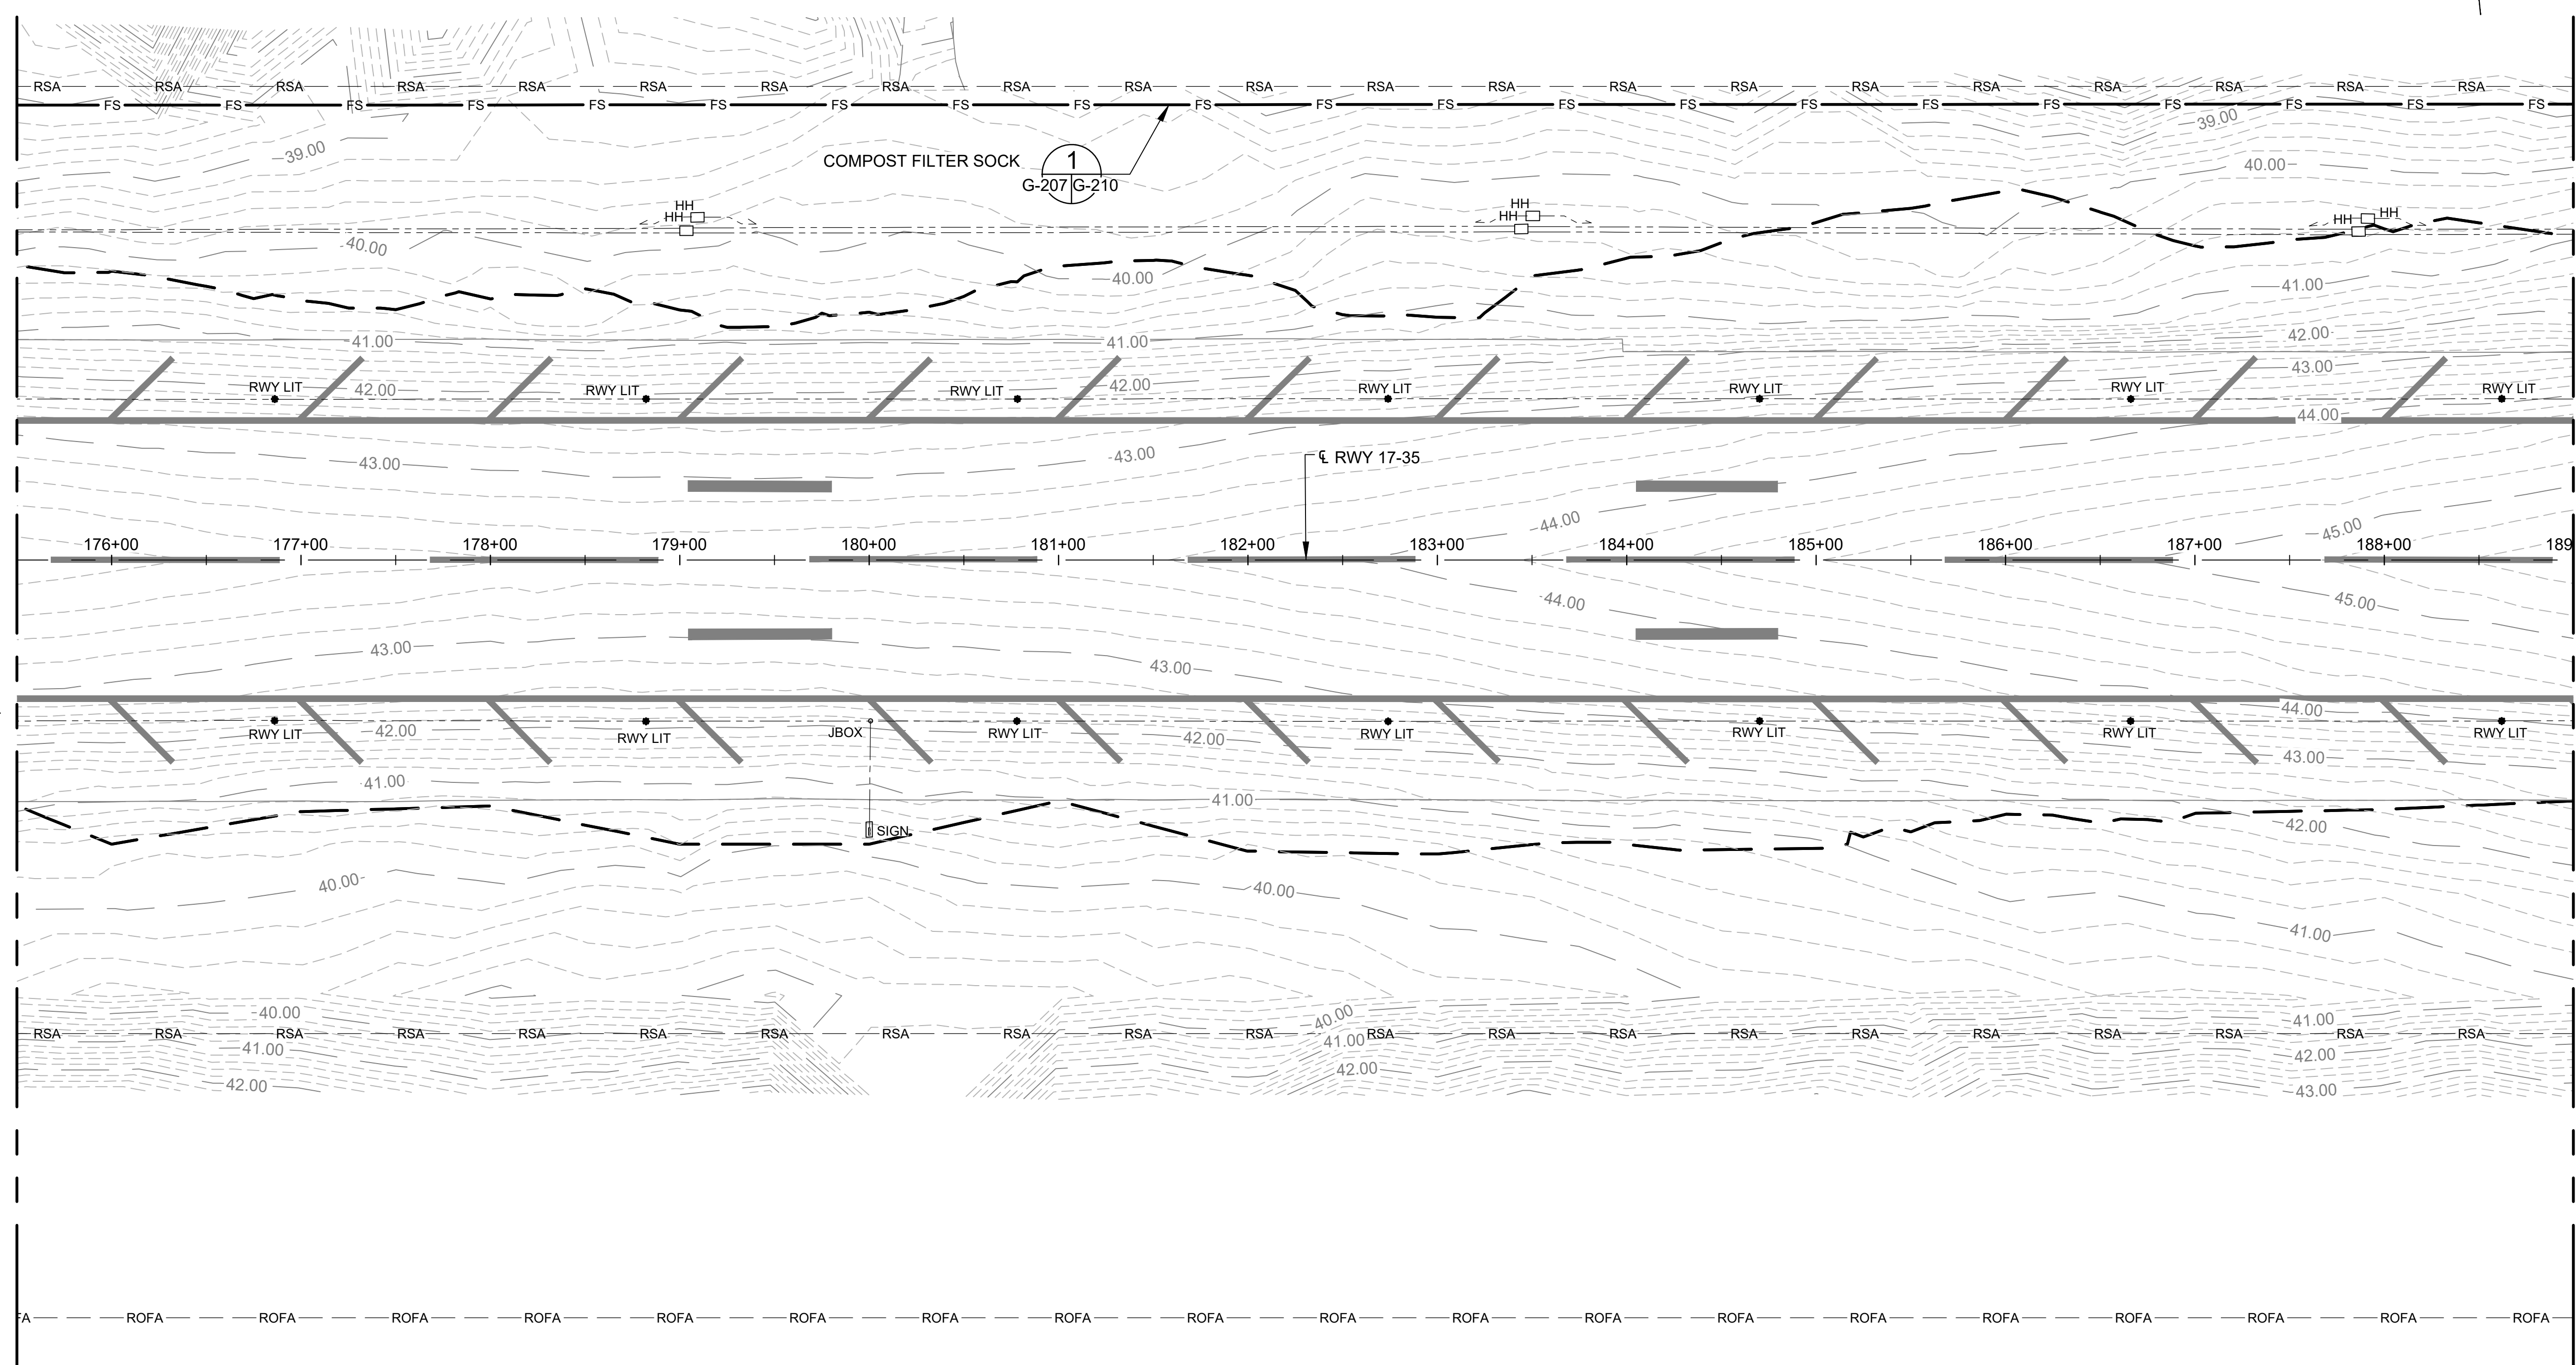 RSA RSA RSA RSA RSA RSA RSA RSA RSA RSA RSA RSA RSA RSA RSA RSA RSA RSA RSA RSA RSA
FS FS FS FS FS FS FS FS FS FS FS FS FS FS FS FS FS FS FS FS FS
39.00
39.00
COMPOST FILTER SOCK
1
G-207 G-210
40.00
HH HH HH
HH HH HH
40.00
40.00
41.00
41.00 41.00 42.00
43.00
RWY LIT 42.00 RWY LIT RWY LIT 42.00 RWY LIT RWY LIT RWY LIT RWY LIT
44.00
43.00 43.00 ℄ RWY 17-35
44.00 45.00
176+00 177+00 178+00 179+00 180+00 181+00 182+00 183+00 184+00 185+00 186+00 187+00 188+00 189
44.00 45.00
43.00 43.00
44.00
RWY LIT 42.00 RWY LIT JBOX RWY LIT 42.00 RWY LIT RWY LIT RWY LIT RWY LIT
43.00
41.00
41.00
SIGN 42.00
40.00 40.00
41.00
40.00 40.00 41.00
RSA RSA RSA RSA RSA RSA RSA RSA RSA RSA RSA RSA RSA RSA RSA RSA RSA RSA RSA RSA RSA
41.00 41.00 42.00
42.00 42.00 43.00
FA ROFA ROFA ROFA ROFA ROFA ROFA ROFA ROFA ROFA ROFA ROFA ROFA ROFA ROFA ROFA ROFA ROFA ROFA ROFA